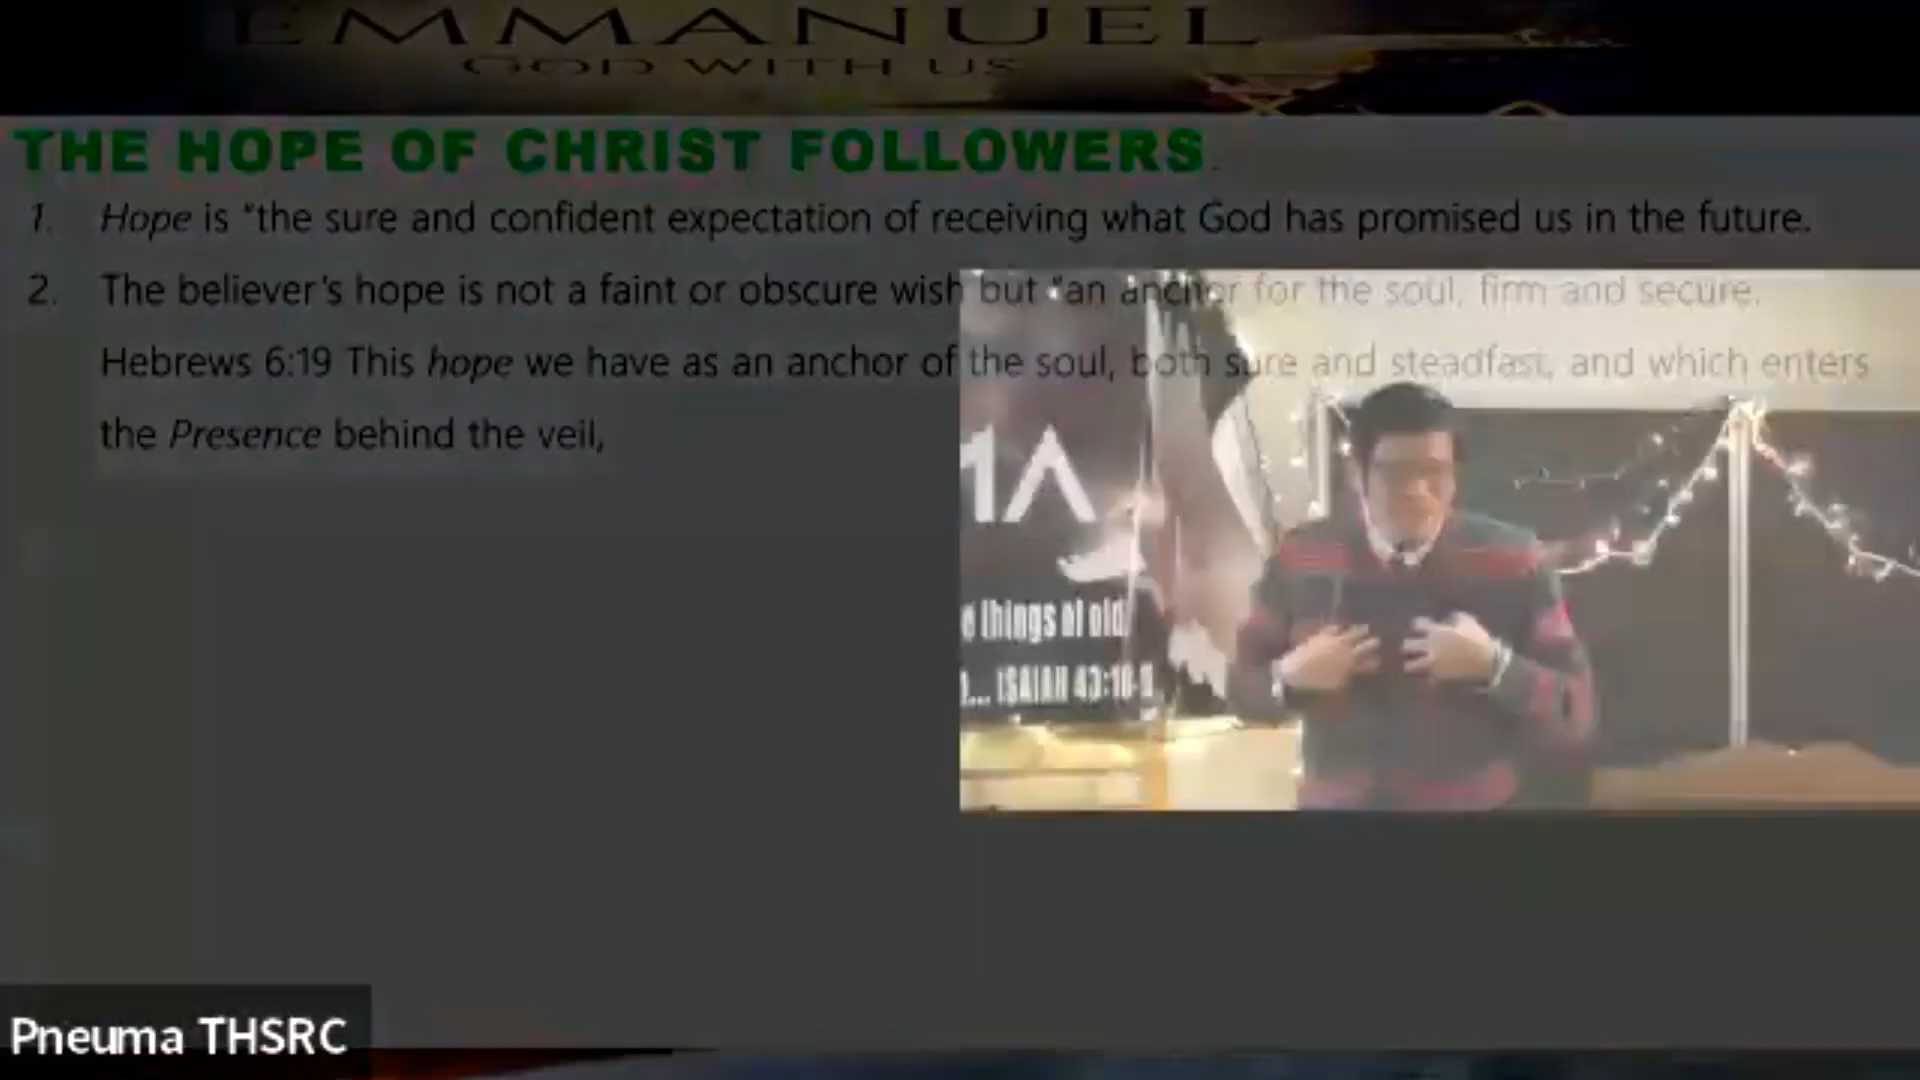 EMMANUEL
GOD WITH US
THE HOPE OF CHRIST FOLLOWERS.
1. Hope is "the sure and confident expectation of receiving what God has promised us in the future.
2. The believer's hope is not a faint or obscure wish but "an anchor for the soul, firm and secure.
Hebrews 6:19 This hope we have as an anchor of the soul, both sure and steadfast, and which enters
the Presence behind the veil,
MA
things of old
... ISAIAH
Pneuma THSRC